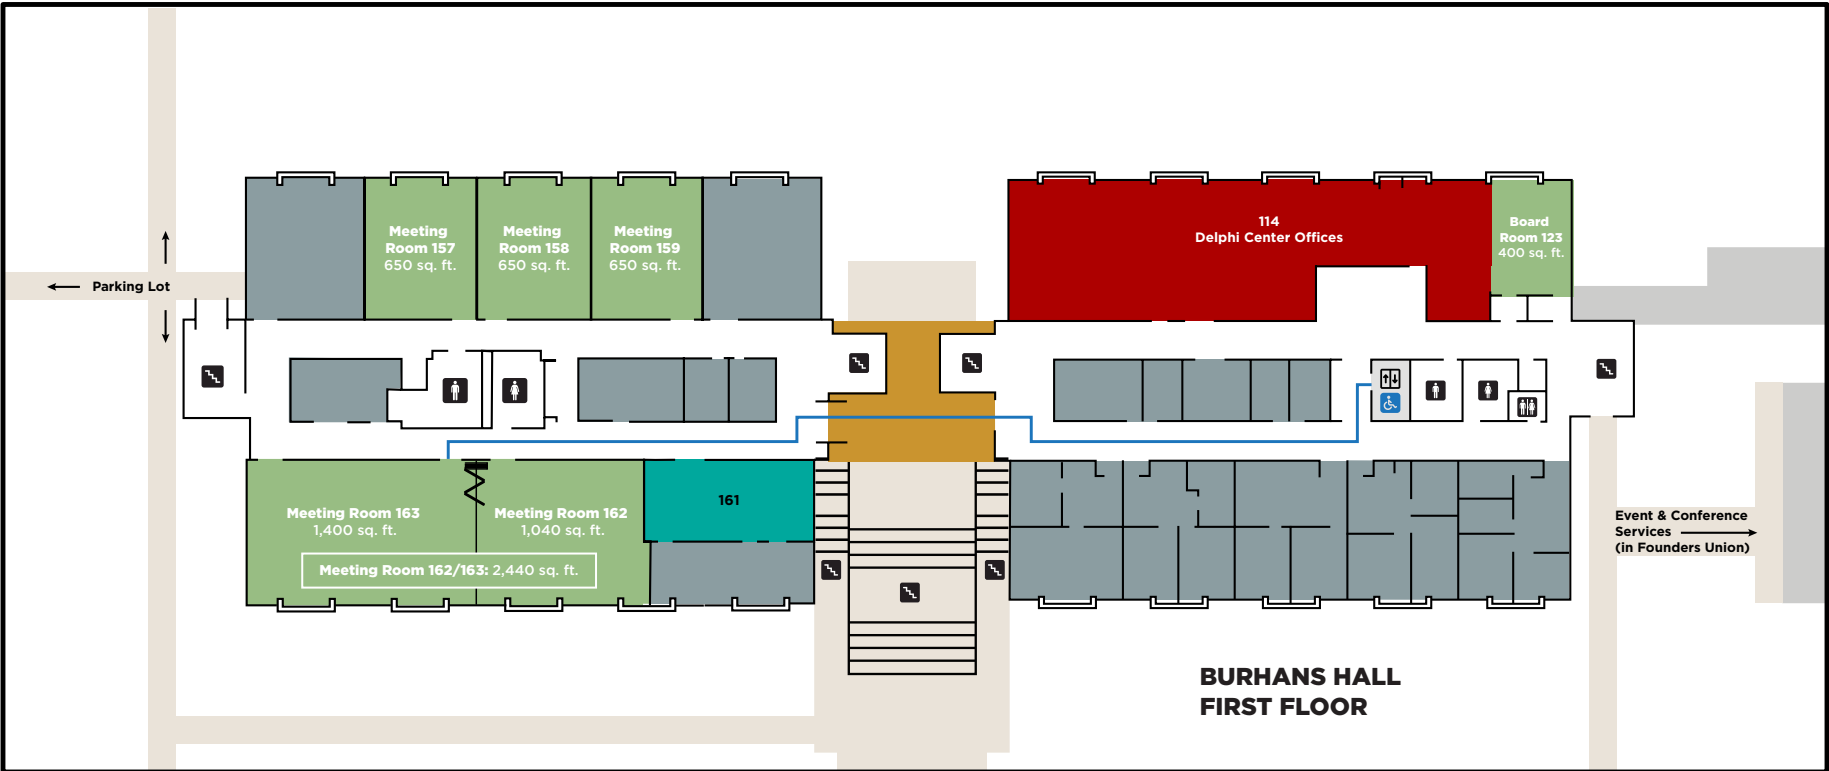 Meeting
Room 157
650 sq. ft.
Meeting
Room 158
650 sq. ft.
Meeting
Room 159
650 sq. ft.
114
Delphi Center Offices
Board
Room 123
400 sq. ft.
Parking Lot
Meeting Room 163
1,400 sq. ft.
Meeting Room 162
1,040 sq. ft.
Meeting Room 162/163: 2,440 sq. ft.
161
Event & Conference
Services
(in Founders Union)
BURHANS HALL
FIRST FLOOR